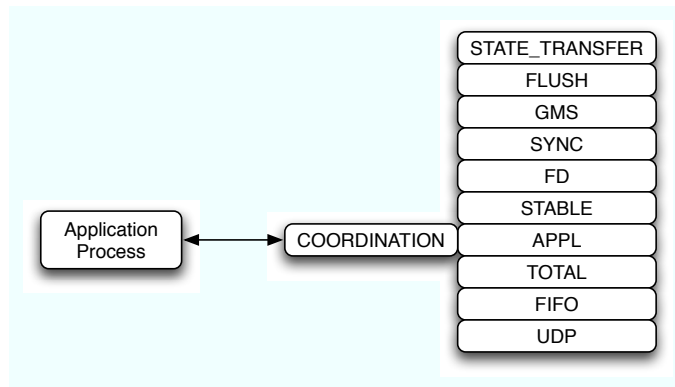 STATE_TRANSFER
FLUSH
GMS
SYNC
FD
STABLE
Application
Process
COORDINATION
APPL
TOTAL
FIFO
UDP